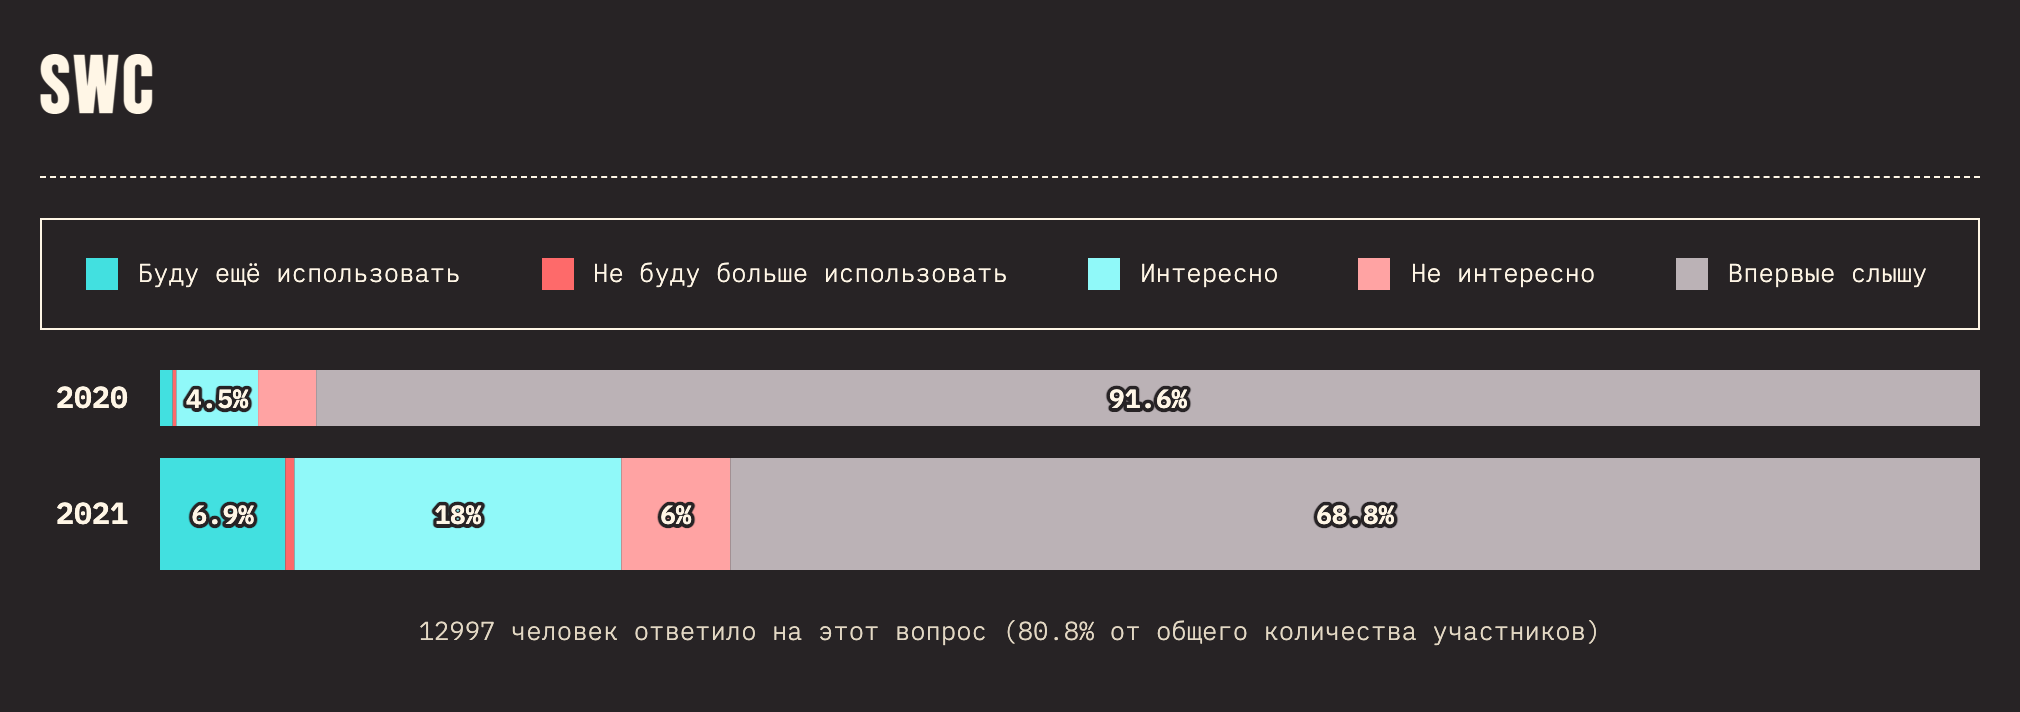 SWC
Буду ещё использовать Не буду больше использовать Интересно Не интересно Впервые слышу
2020 4.5% 91.6%
2021 6.9% 18% 6% 68.8%
12997 человек ответило на этот вопрос (80.8% от общего количества участников)